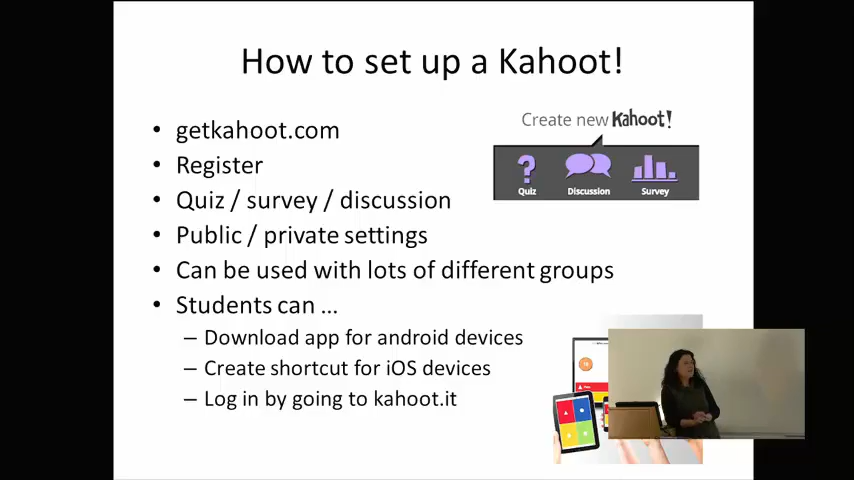 How to set up a Kahoot!
• getkahoot.com
• Register
• Quiz / survey / discussion
• Public / private settings
• Can be used with lots of different groups
• Students can ...
– Download app for android devices
– Create shortcut for iOS devices
– Log in by going to kahoot.it
Create new Kahoot!
Quiz Discussion Survey